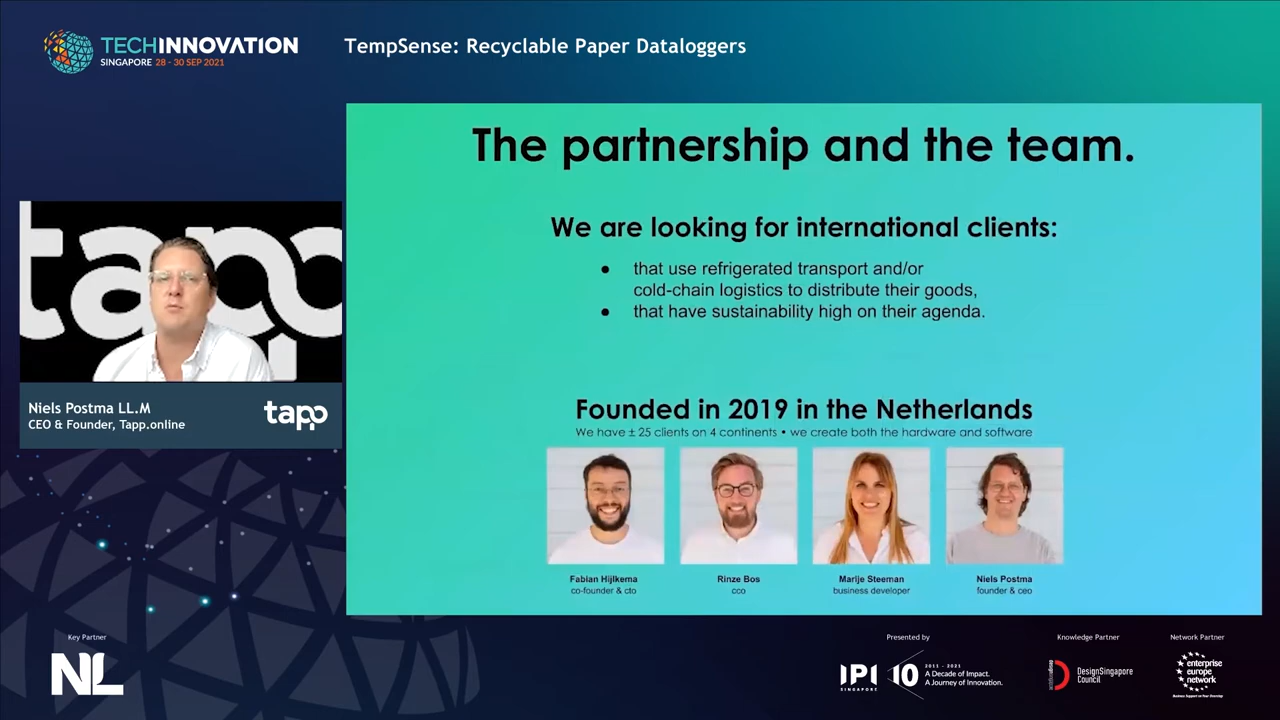 TECHINNOVATION
SINGAPORE 28 - 30 SEP 2021
TempSense: Recyclable Paper Dataloggers
The partnership and the team.
We are looking for international clients:
● that use refrigerated transport and/or
cold-chain logistics to distribute their goods,
● that have sustainability high on their agenda.
tapp
Niels Postma LL.M
CEO & Founder, Tapp.online
tapp
Founded in 2019 in the Netherlands
We have ± 25 clients on 4 continents • we create both the hardware and software
Fabian Hijlkema
co-founder & cto
Rinze Bos
cco
Marije Steeman
business developer
Niels Postma
founder & ceo
Key Partner
NL
Presented by
IPI
SINGAPORE
10
2011 - 2021
A Decade of Impact.
A Journey of Innovation.
Knowledge Partner
DesignSingapore
Council
Network Partner
enterprise
europe
network
Business Support on Your Doorstep